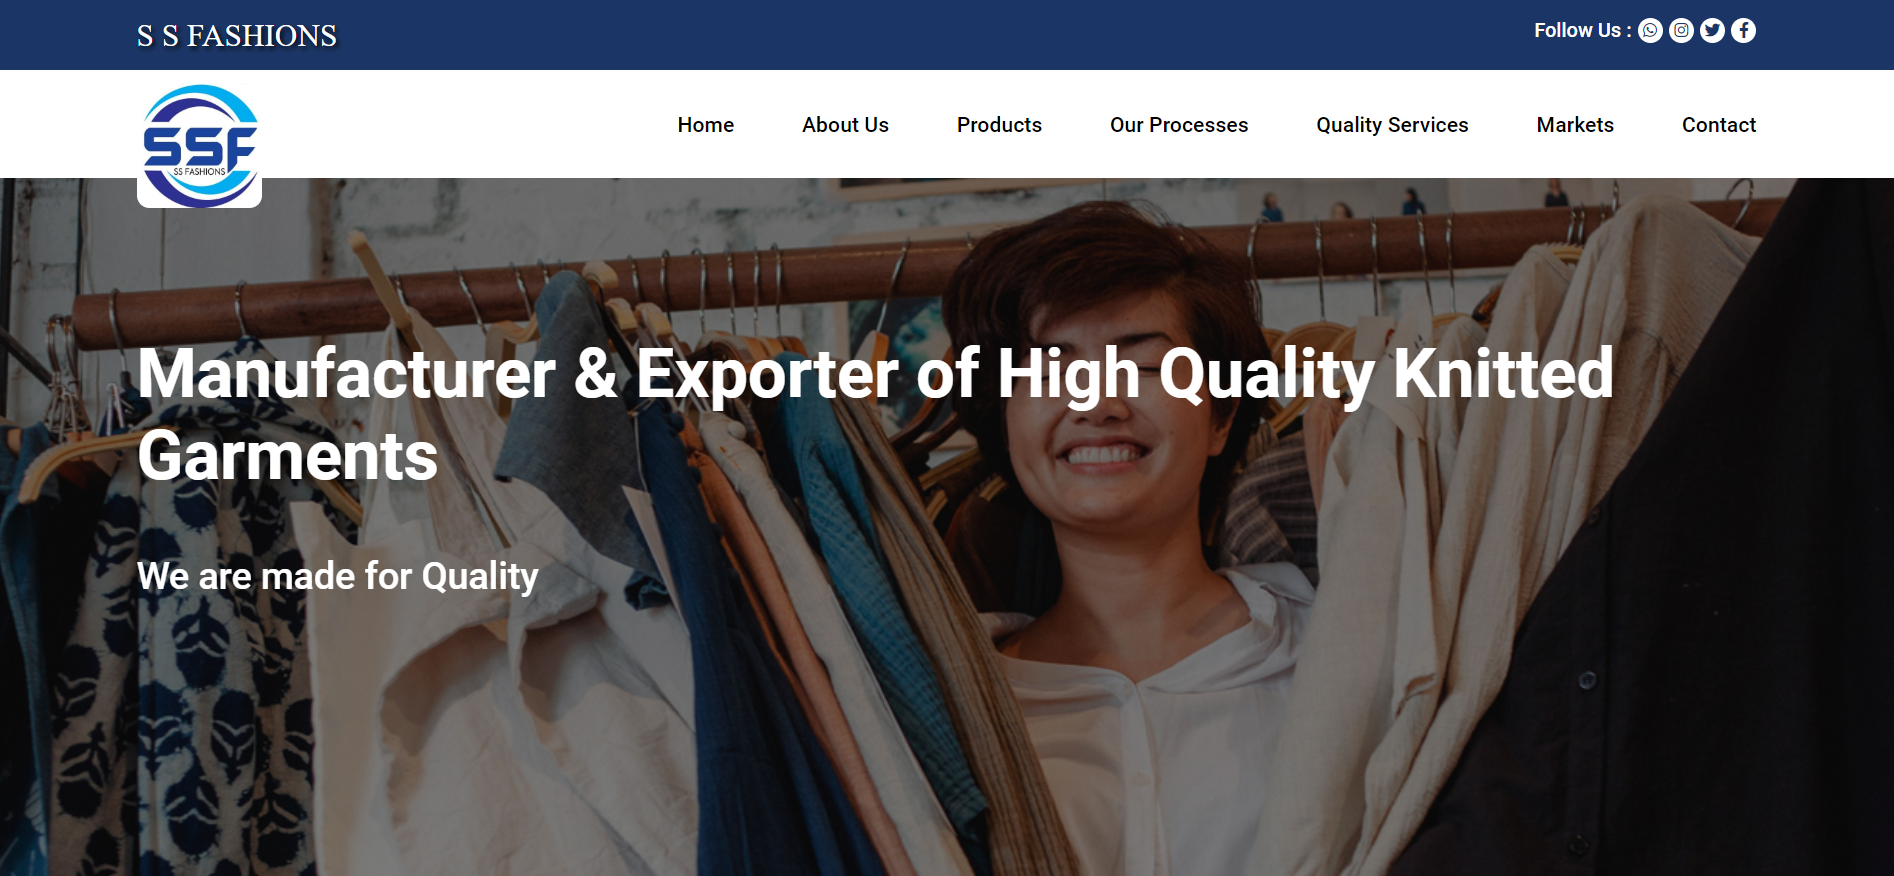 S S FASHIONS
Follow Us :
SSF
SS FASHIONS
Home
About Us
Products
Our Processes
Quality Services
Markets
Contact
Manufacturer & Exporter of High Quality Knitted
Garments
We are made for Quality